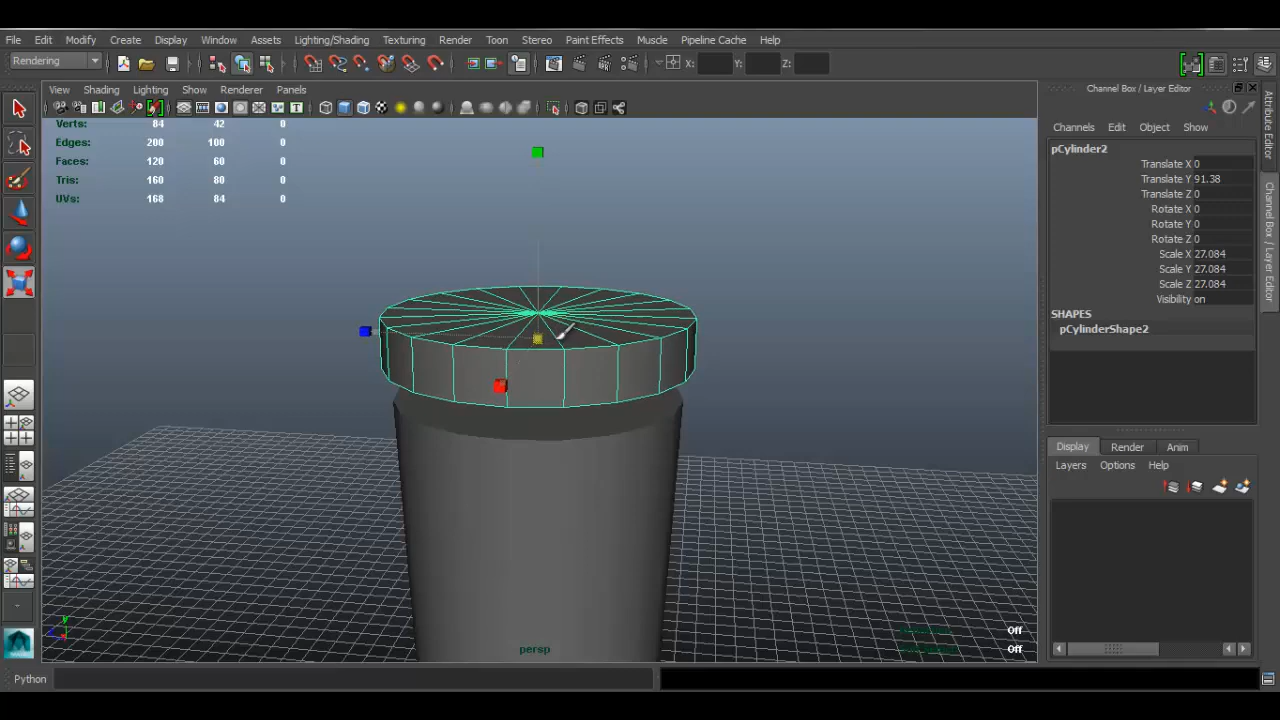 File Edit Modify Create Display Window Assets Lighting/Shading Texturing Render Toon Stereo Paint Effects Muscle Pipeline Cache Help
Rendering X: Y: Z:
View Shading Lighting Show Renderer Panels
Channel Box / Layer Editor
Channels Edit Object Show
Verts: 84 42 0
Edges: 200 100 0
Faces: 120 60 0
Tris: 160 80 0
UVs: 168 84 0
pCylinder2
Translate X 0
Translate Y 91.38
Translate Z 0
Rotate X 0
Rotate Y 0
Rotate Z 0
Scale X 27.084
Scale Y 27.084
Scale Z 27.084
Visibility on
SHAPES
pCylinderShape2
Attribute Editor
Channel Box / Layer Editor
Display Render Anim
Layers Options Help
Off
Off
persp
y
Python